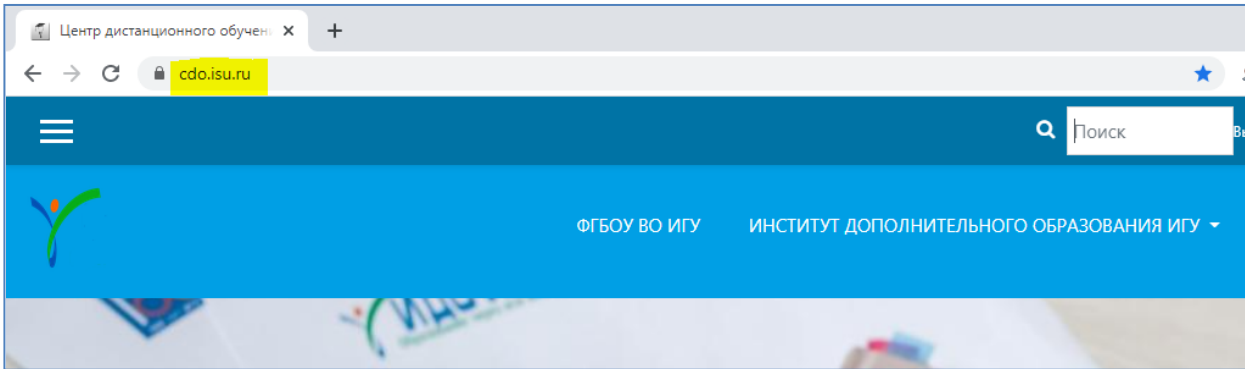 Центр дистанционного обучен
cdo.isu.ru
Поиск
ФГБОУ ВО ИГУ ИНСТИТУТ ДОПОЛНИТЕЛЬНОГО ОБРАЗОВАНИЯ ИГУ